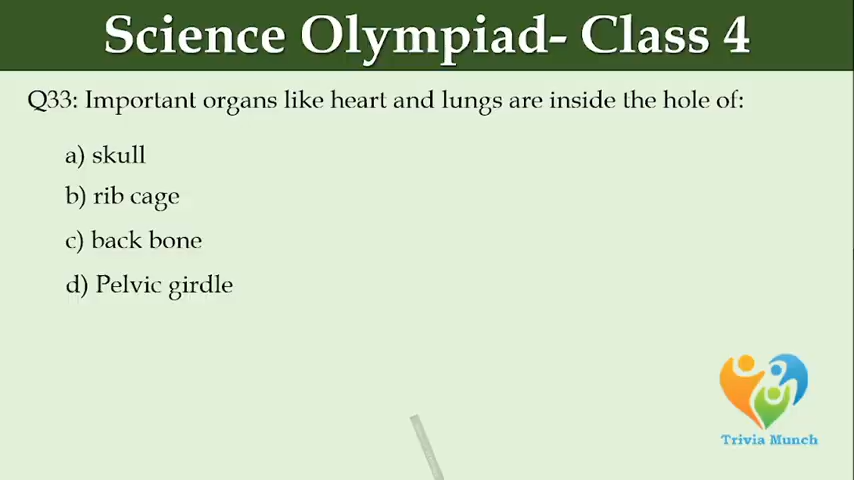 Science Olympiad- Class 4
Q33: Important organs like heart and lungs are inside the hole of:
a) skull
b) rib cage
c) back bone
d) Pelvic girdle
Trivia Munch